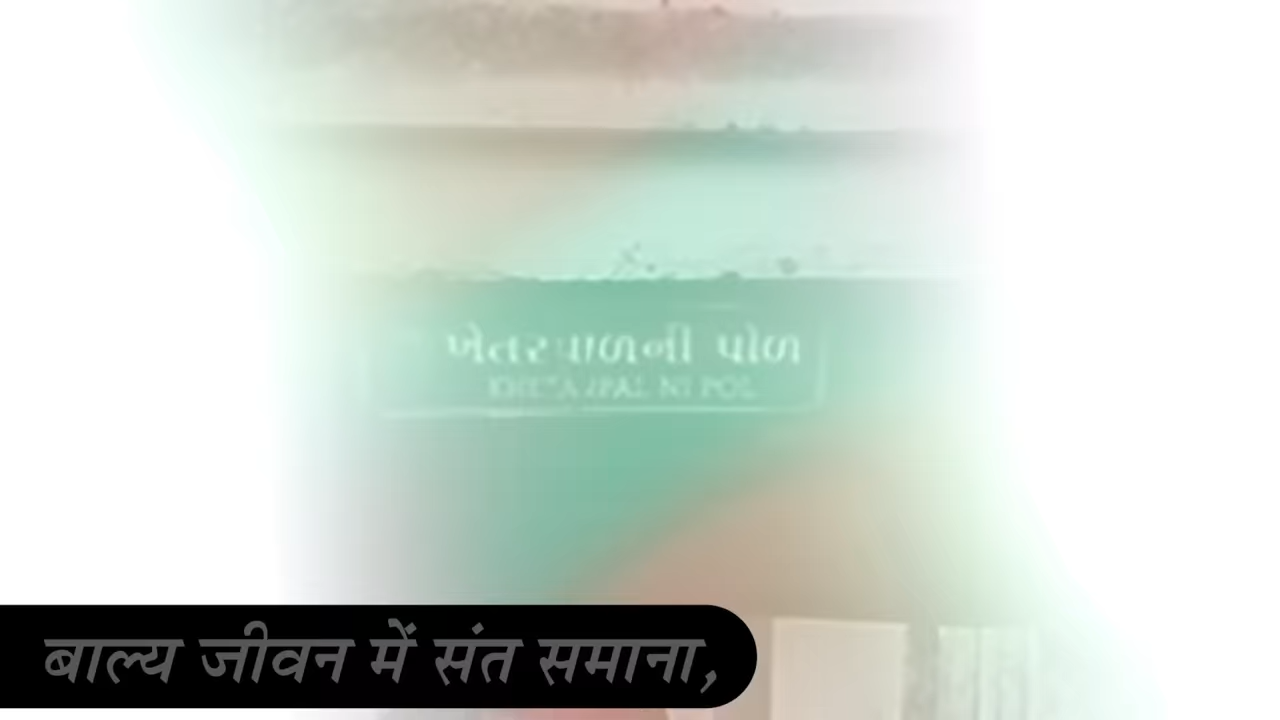 ખેતરપાળની પોળ
KHETARPAL NI POL
बाल्य जीवन में संत समाना,